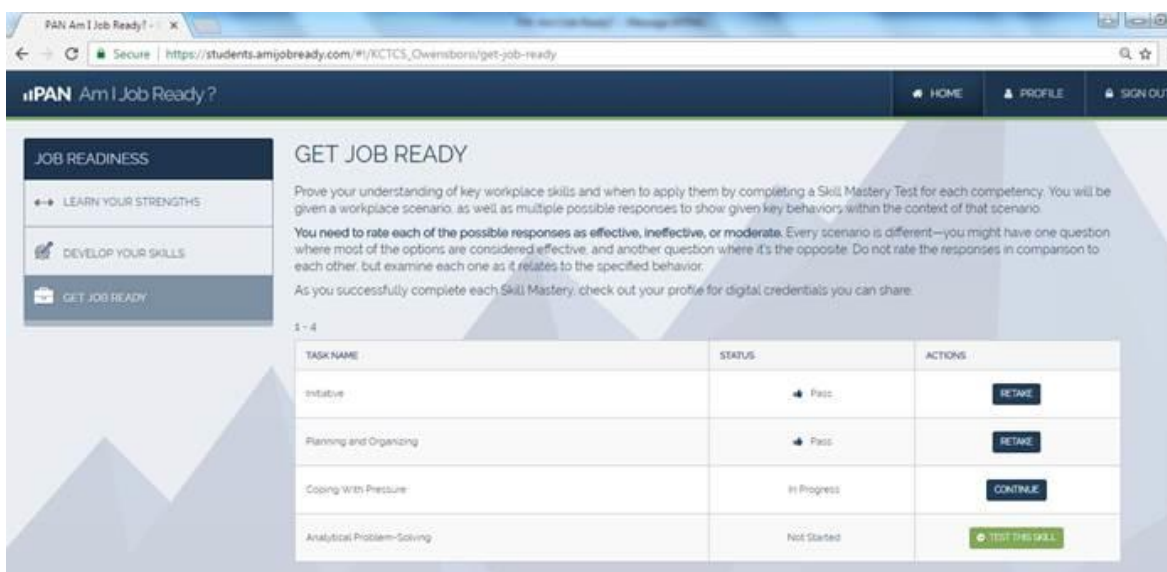 PAN Am I Job Ready? -
Secure | https://students.amijobready.com/#!/KCTCS_Owensboro/get-job-ready
PAN Am I Job Ready?
HOME
PROFILE
SIGN OUT
JOB READINESS
LEARN YOUR STRENGTHS
DEVELOP YOUR SKILLS
GET JOB READY
GET JOB READY
Prove your understanding of key workplace skills and when to apply them by completing a Skill Mastery Test for each competency. You will be
given a workplace scenario, as well as multiple possible responses to show given key behaviors within the context of that scenario.
You need to rate each of the possible responses as effective, ineffective, or moderate. Every scenario is different—you might have one question
where most of the options are considered effective, and another question where it's the opposite. Do not rate the responses in comparison to
each other, but examine each one as it relates to the specified behavior.
As you successfully complete each Skill Mastery, check out your profile for digital credentials you can share.
1 - 4
TASK NAME STATUS ACTIONS
Initiative Pass RETAKE
Planning and Organizing Pass RETAKE
Coping With Pressure In Progress CONTINUE
Analytical Problem-Solving Not Started TEST THIS SKILL